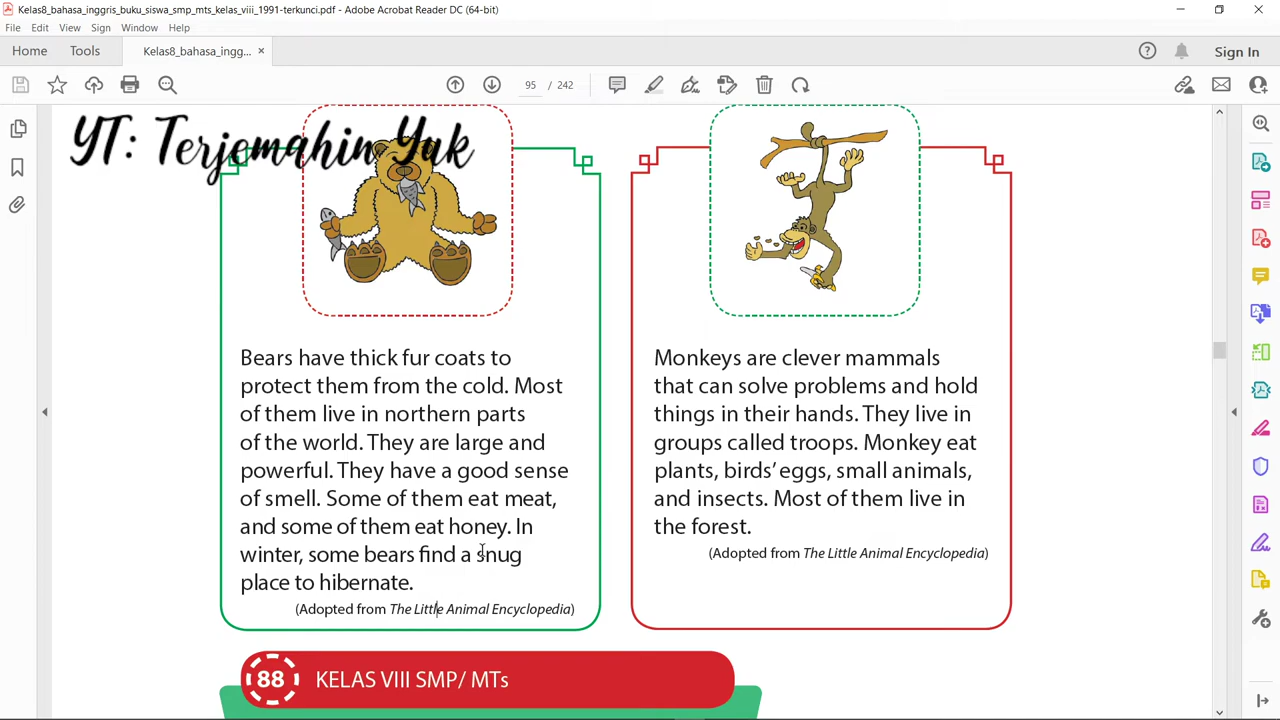 Kelas8_bahasa_inggris_buku_siswa_smp_mts_kelas_viii_1991-terkunci.pdf - Adobe Acrobat Reader DC (64-bit)
File Edit View Sign Window Help
Home Tools Kelas8_bahasa_ingg... Sign In
95 / 242
YT: Terjemahin Yuk
Bears have thick fur coats to
protect them from the cold. Most
of them live in northern parts
of the world. They are large and
powerful. They have a good sense
of smell. Some of them eat meat,
and some of them eat honey. In
winter, some bears find a snug
place to hibernate.
(Adopted from The Little Animal Encyclopedia)
Monkeys are clever mammals
that can solve problems and hold
things in their hands. They live in
groups called troops. Monkey eat
plants, birds' eggs, small animals,
and insects. Most of them live in
the forest.
(Adopted from The Little Animal Encyclopedia)
88 KELAS VIII SMP/ MTs